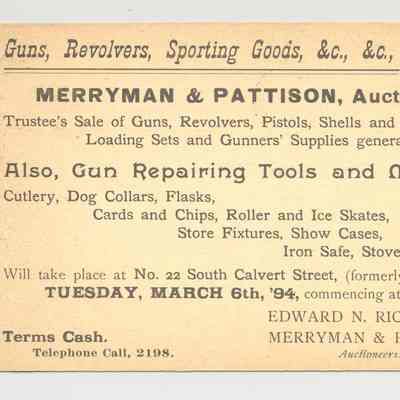 Guns, Revolvers, Sporting Goods, &c., &c.,
MERRYMAN & PATTISON, Auct
Trustee's Sale of Guns, Revolvers, Pistols, Shells and
Loading Sets and Gunners' Supplies genera
Also, Gun Repairing Tools and M
Cutlery, Dog Collars, Flasks,
Cards and Chips, Roller and Ice Skates,
Store Fixtures, Show Cases,
Iron Safe, Stove
Will take place at No. 22 South Calvert Street, (formerly
TUESDAY, MARCH 6th, '94, commencing at
EDWARD N. RIC
Terms Cash.
MERRYMAN & P
Telephone Call, 2198.
Auctioneers.